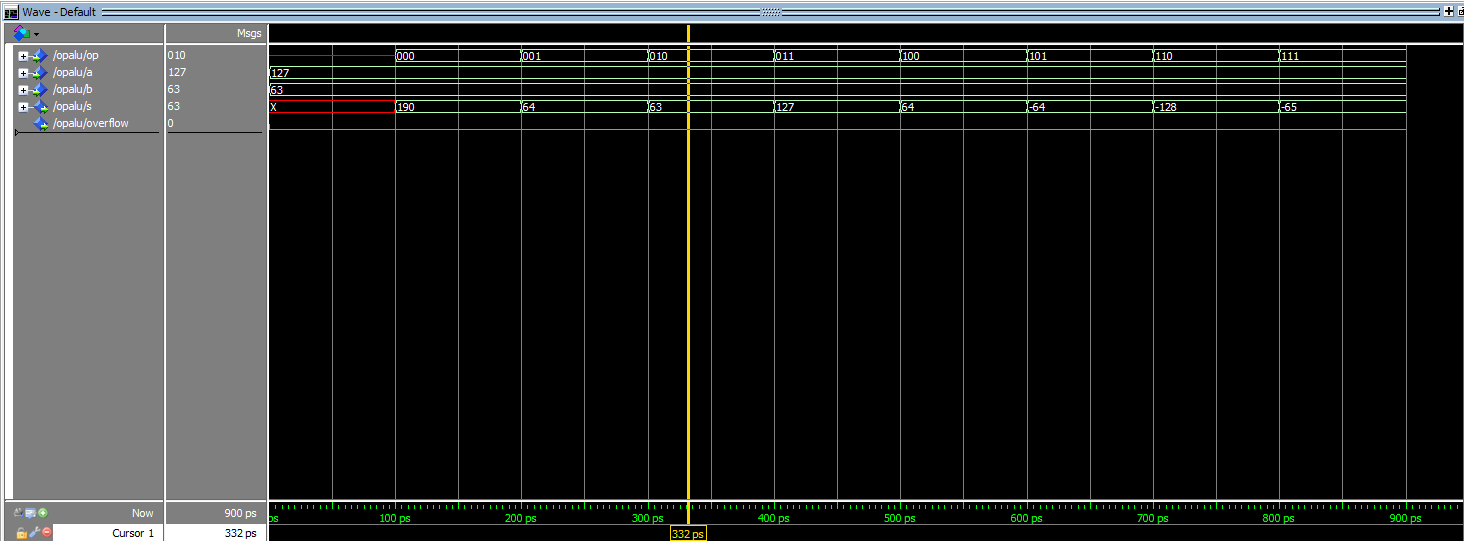 Wave - Default
Msgs
/opalu/op 010 000 001 010 011 100 101 110 111
/opalu/a 127 127
/opalu/b 63 63
/opalu/s 63 X 190 64 63 127 64 -64 -128 -65
/opalu/overflow 0
Now 900 ps ps 100 ps 200 ps 300 ps 400 ps 500 ps 600 ps 700 ps 800 ps 900 ps
Cursor 1 332 ps 332 ps